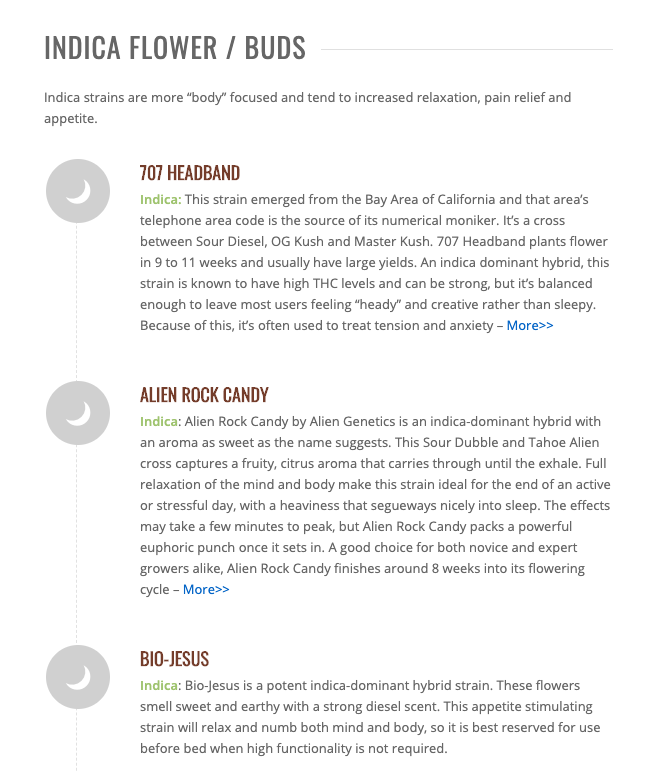 INDICA FLOWER / BUDS
Indica strains are more “body” focused and tend to increased relaxation, pain relief and
appetite.
707 HEADBAND
Indica: This strain emerged from the Bay Area of California and that area’s
telephone area code is the source of its numerical moniker. It’s a cross
between Sour Diesel, OG Kush and Master Kush. 707 Headband plants flower
in 9 to 11 weeks and usually have large yields. An indica dominant hybrid, this
strain is known to have high THC levels and can be strong, but it’s balanced
enough to leave most users feeling “heady” and creative rather than sleepy.
Because of this, it’s often used to treat tension and anxiety – More>>
ALIEN ROCK CANDY
Indica: Alien Rock Candy by Alien Genetics is an indica-dominant hybrid with
an aroma as sweet as the name suggests. This Sour Dubble and Tahoe Alien
cross captures a fruity, citrus aroma that carries through until the exhale. Full
relaxation of the mind and body make this strain ideal for the end of an active
or stressful day, with a heaviness that segueways nicely into sleep. The effects
may take a few minutes to peak, but Alien Rock Candy packs a powerful
euphoric punch once it sets in. A good choice for both novice and expert
growers alike, Alien Rock Candy finishes around 8 weeks into its flowering
cycle – More>>
BIO-JESUS
Indica: Bio-Jesus is a potent indica-dominant hybrid strain. These flowers
smell sweet and earthy with a strong diesel scent. This appetite stimulating
strain will relax and numb both mind and body, so it is best reserved for use
before bed when high functionality is not required.